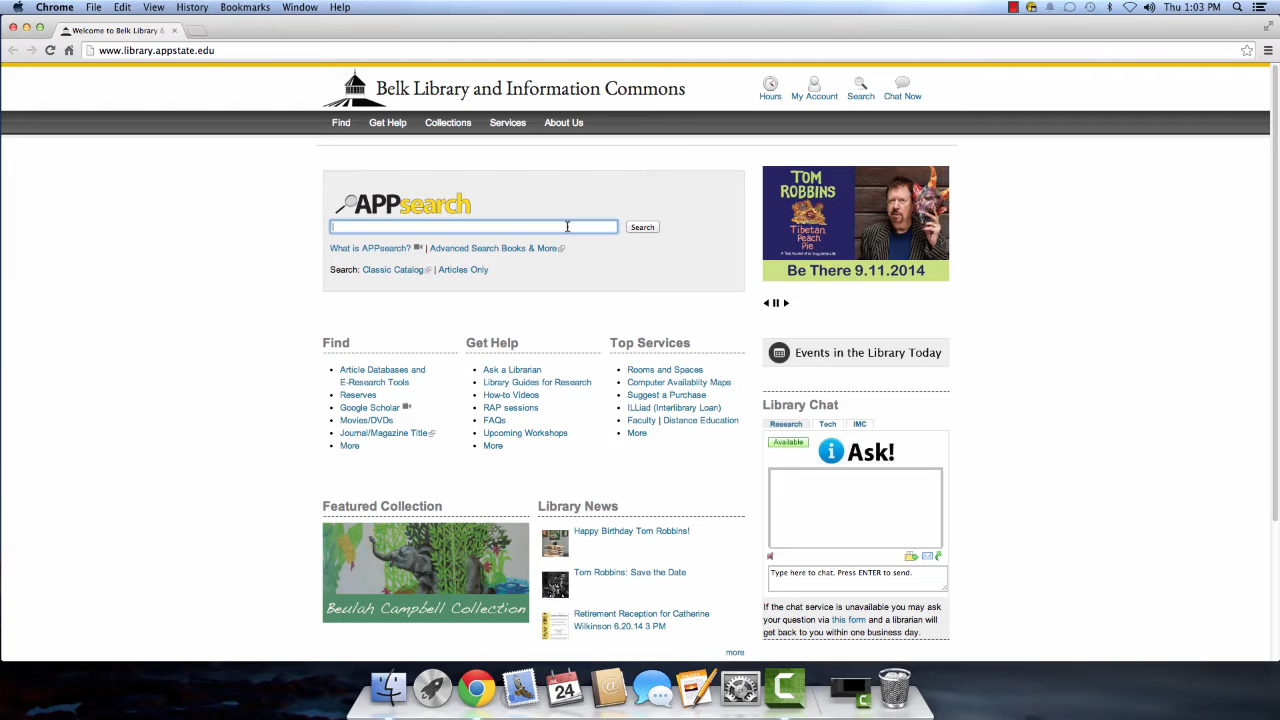 Chrome File Edit View History Bookmarks Window Help Thu 1:03 PM
Welcome to Belk Library &
www.library.appstate.edu
Belk Library and Information Commons
Hours My Account Search Chat Now
Find Get Help Collections Services About Us
APPsearch
Search
What is APPsearch? | Advanced Search Books & More
Search: Classic Catalog | Articles Only
TOM
ROBBINS
Tibetan
Peach
Pie
Be There 9.11.2014
Events in the Library Today
Find
Article Databases and
E-Research Tools
Reserves
Google Scholar
Movies/DVDs
Journal/Magazine Title
More
Get Help
Ask a Librarian
Library Guides for Research
How-to Videos
RAP sessions
FAQs
Upcoming Workshops
More
Top Services
Rooms and Spaces
Computer Availablity Maps
Suggest a Purchase
ILLiad (Interlibrary Loan)
Faculty | Distance Education
More
Library Chat
Research Tech IMC
Available
i Ask!
Type here to chat. Press ENTER to send.
If the chat service is unavailable you may ask
your question via this form and a librarian will
get back to you within one business day.
Featured Collection
Beulah Campbell Collection
Library News
Happy Birthday Tom Robbins!
Tom Robbins: Save the Date
Retirement Reception for Catherine
Wilkinson 6.20.14 3 PM
more
JUL
24